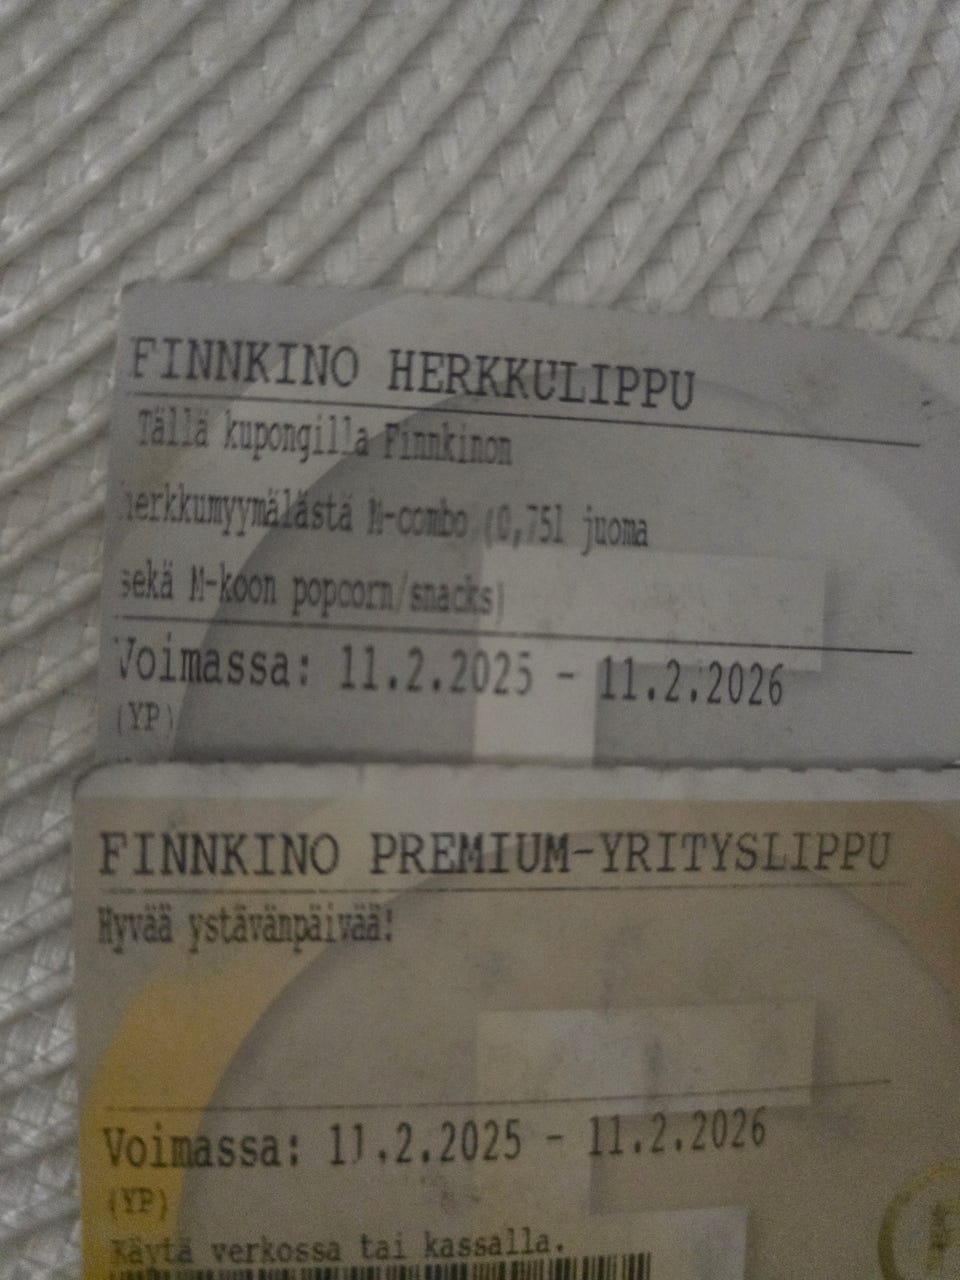 FINNKINO HERKKULIPPU
Tällä kupongilla Finnkinon
herkkumyymälästä M-combo (0,75l juoma
sekä M-koon popcorn/snacks)
Voimassa: 11.2.2025 - 11.2.2026
(YP)
FINNKINO PREMIUM-YRITYSLIPPU
Hyvää ystävänpäivää!
Voimassa: 11.2.2025 - 11.2.2026
(YP)
Käytä verkossa tai kassalla.